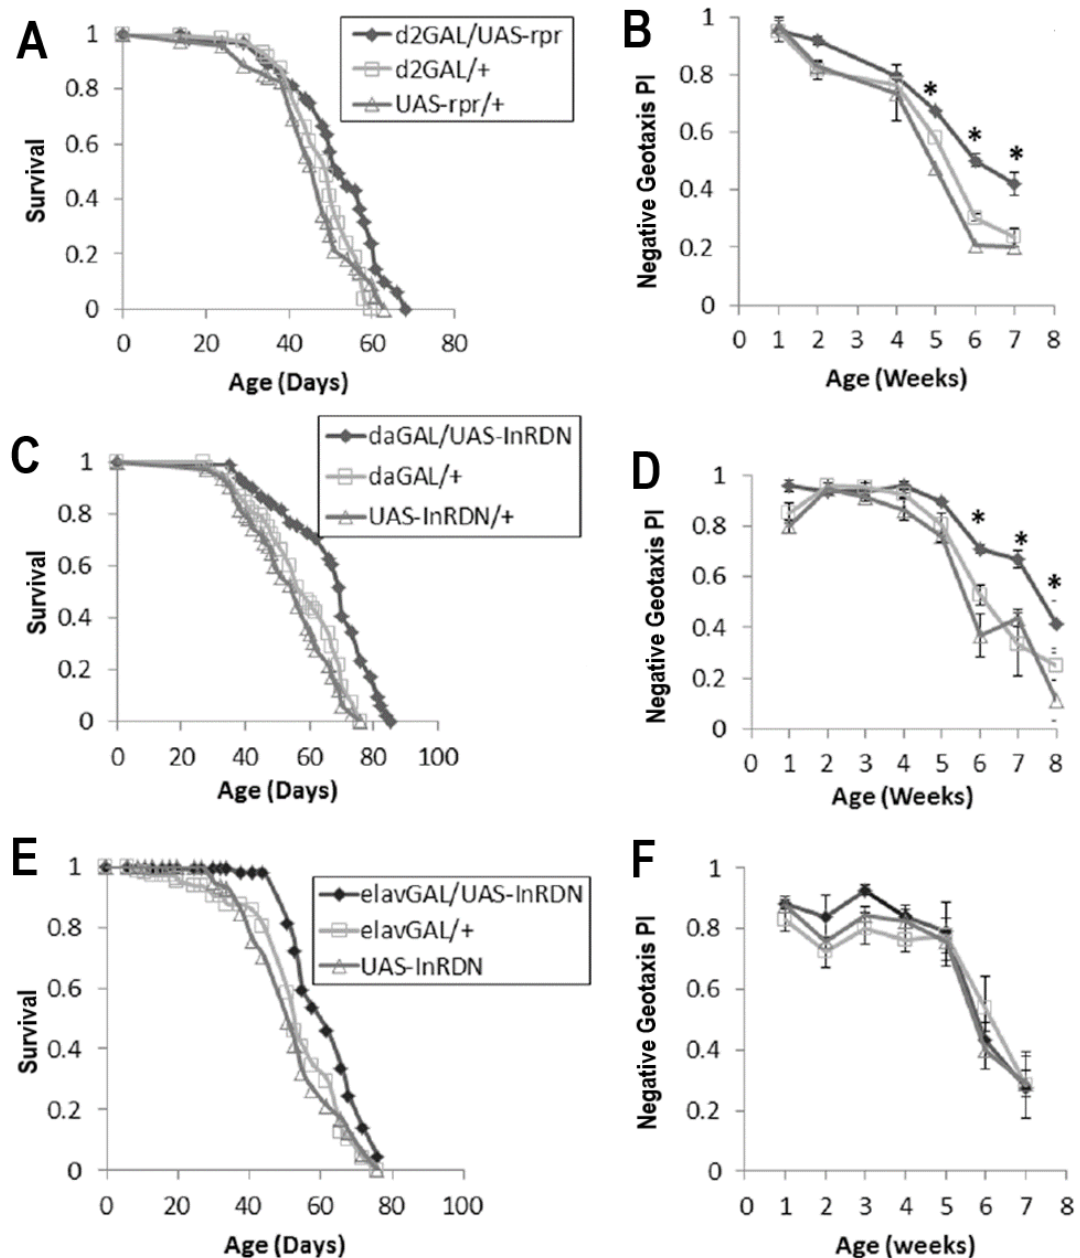 A
1
0.8
0.6
0.4
0.2
0
Survival
0 20 40 60 80
Age (Days)
d2GAL/UAS-rpr
d2GAL/+
UAS-rpr/+
B
1
0.8
0.6
0.4
0.2
0
Negative Geotaxis PI
* * *
0 1 2 3 4 5 6 7 8
Age (Weeks)
C
1
0.8
0.6
0.4
0.2
0
Survival
0 20 40 60 80 100
Age (Days)
daGAL/UAS-InRDN
daGAL/+
UAS-InRDN/+
D
1
0.8
0.6
0.4
0.2
0
Negative Geotaxis PI
* * *
0 1 2 3 4 5 6 7 8
Age (Weeks)
E
1
0.8
0.6
0.4
0.2
0
Survival
0 20 40 60 80 100
Age (Days)
elavGAL/UAS-InRDN
elavGAL/+
UAS-InRDN
F
1
0.8
0.6
0.4
0.2
0
Negative Geotaxis PI
0 1 2 3 4 5 6 7 8
Age (weeks)